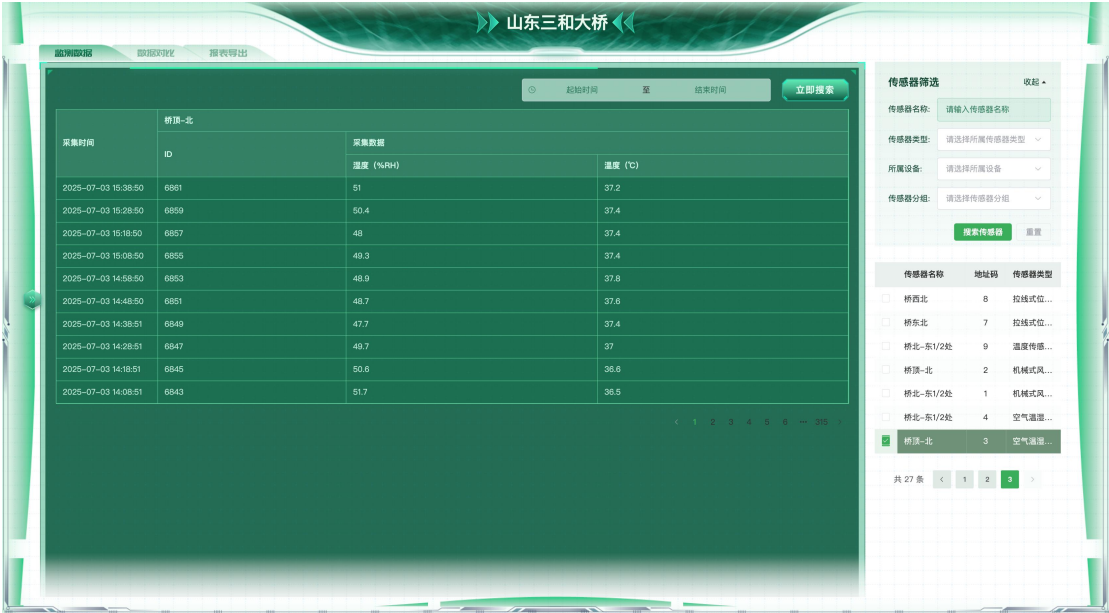 山东三和大桥
监测数据 数据对比 报表导出
起始时间 至 结束时间 立即搜索
采集时间 桥顶-北
ID 采集数据
湿度（%RH） 温度（℃）
2025-07-03 15:38:50 6861 51 37.2
2025-07-03 15:28:50 6859 50.4 37.4
2025-07-03 15:18:50 6857 48 37.4
2025-07-03 15:08:50 6855 49.3 37.4
2025-07-03 14:58:50 6853 48.9 37.8
2025-07-03 14:48:50 6851 48.7 37.6
2025-07-03 14:38:51 6849 47.7 37.4
2025-07-03 14:28:51 6847 49.7 37
2025-07-03 14:18:51 6845 50.6 36.6
2025-07-03 14:08:51 6843 51.7 36.5
< 1 2 3 4 5 6 ••• 315 >
传感器筛选 收起
传感器名称: 请输入传感器名称
传感器类型: 请选择所属传感器类型
所属设备: 请选择所属设备
传感器分组: 请选择传感器分组
搜索传感器 重置
传感器名称 地址码 传感器类型
桥西北 8 拉线式位...
桥东北 7 拉线式位...
桥北-东1/2处 9 温度传感...
桥顶-北 2 机械式风...
桥北-东1/2处 1 机械式风...
桥北-东1/2处 4 空气温湿...
桥顶-北 3 空气温湿...
共 27 条 < 1 2 3 >